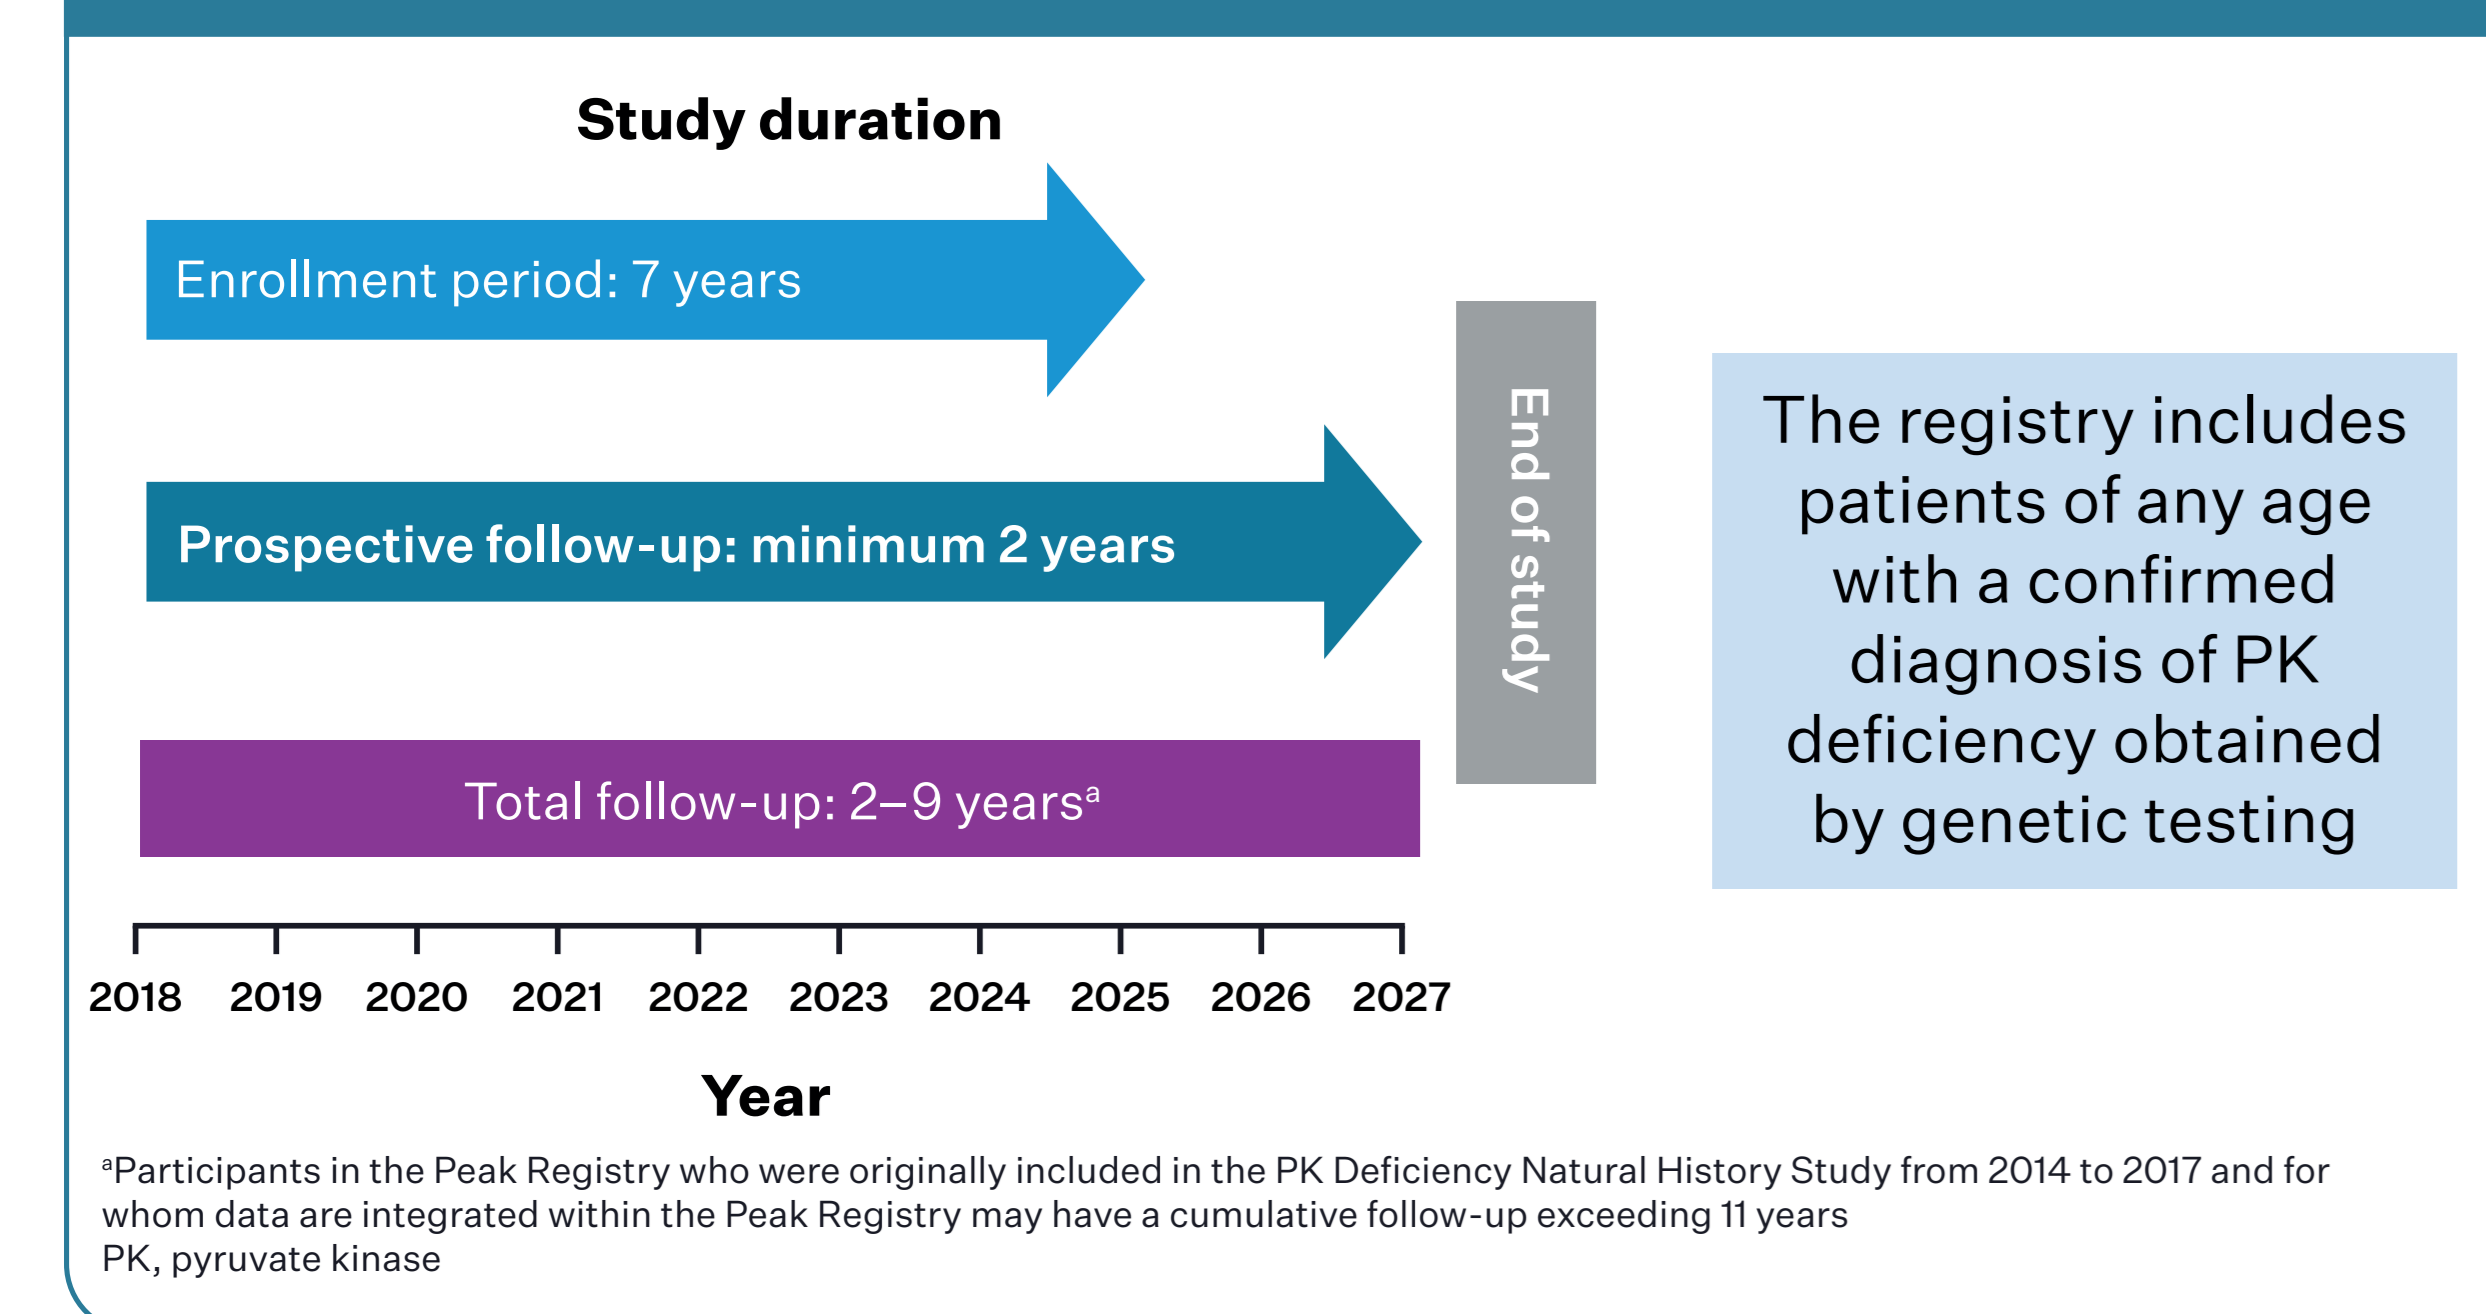 Study duration
Enrollment period: 7 years
Prospective follow-up: minimum 2 years
Total follow-up: 2–9 yearsᵃ
End of study
The registry includes
patients of any age
with a confirmed
diagnosis of PK
deficiency obtained
by genetic testing
2018 2019 2020 2021 2022 2023 2024 2025 2026 2027
Year
ᵃParticipants in the Peak Registry who were originally included in the PK Deficiency Natural History Study from 2014 to 2017 and for
whom data are integrated within the Peak Registry may have a cumulative follow-up exceeding 11 years
PK, pyruvate kinase